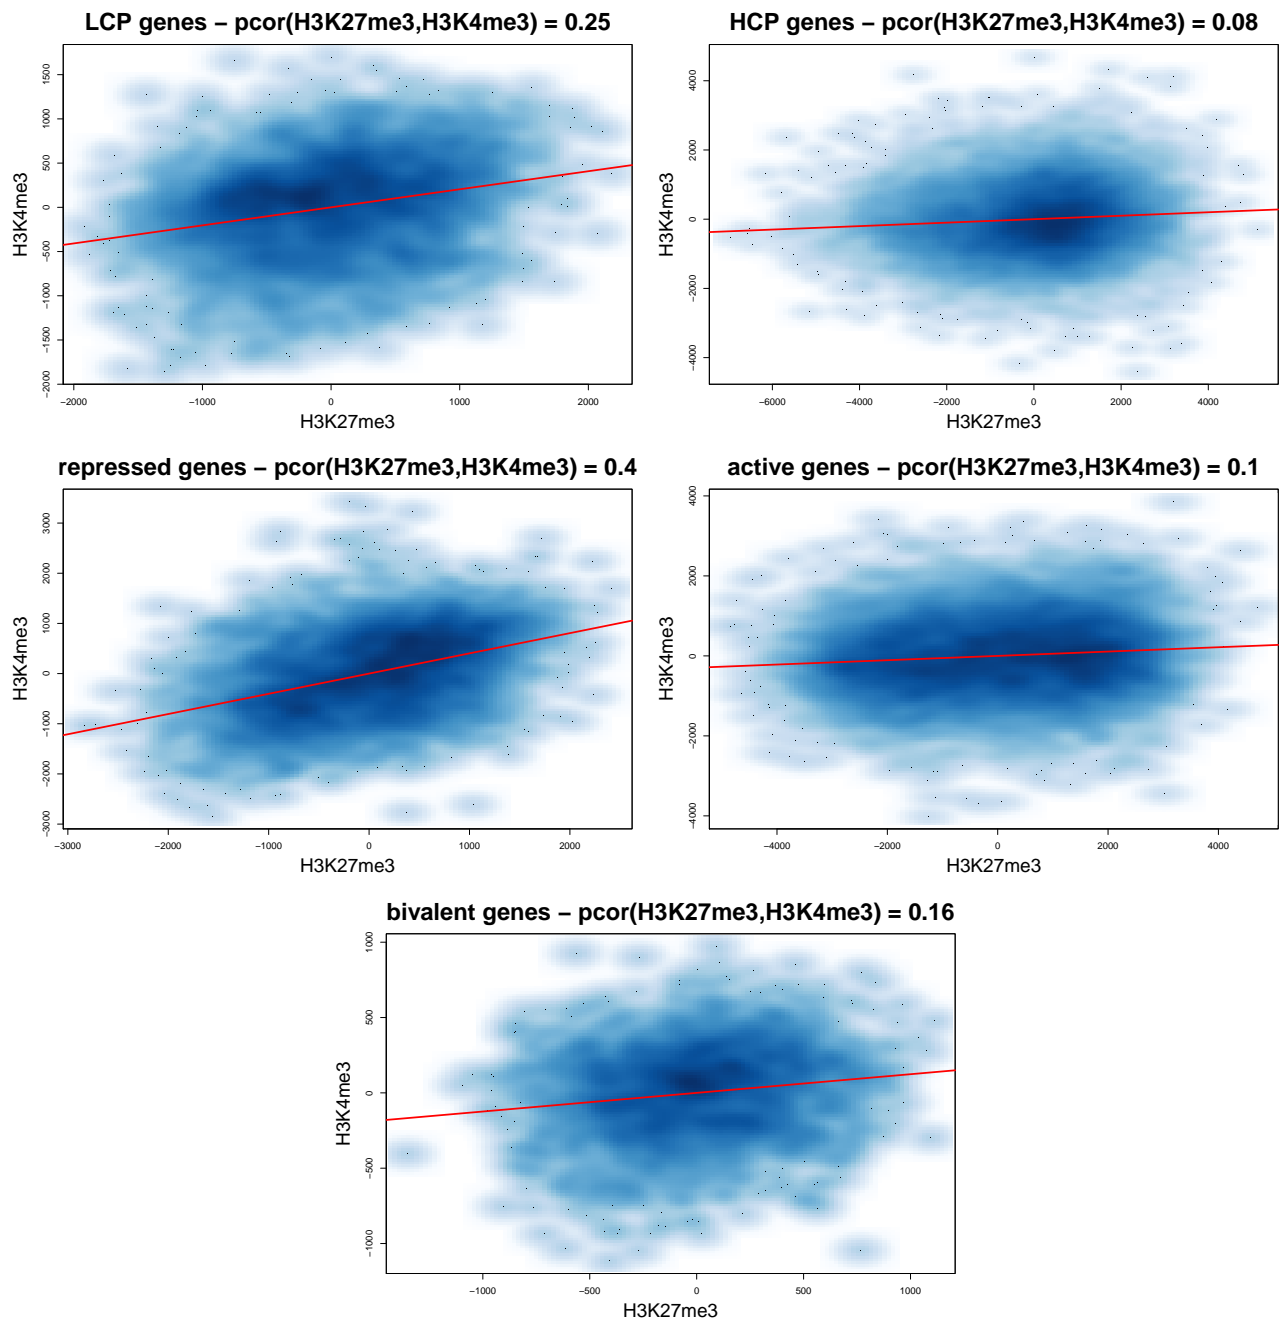 LCP genes − pcor(H3K27me3,H3K4me3) = 0.25
1500
1000
500
0
−500
−1000
−1500
−2000
H3K4me3
−2000 −1000 0 1000 2000
H3K27me3
HCP genes − pcor(H3K27me3,H3K4me3) = 0.08
4000
2000
0
−2000
−4000
H3K4me3
−6000 −4000 −2000 0 2000 4000
H3K27me3
repressed genes − pcor(H3K27me3,H3K4me3) = 0.4
3000
2000
1000
0
−1000
−2000
−3000
H3K4me3
−3000 −2000 −1000 0 1000 2000
H3K27me3
active genes − pcor(H3K27me3,H3K4me3) = 0.1
4000
2000
0
−2000
−4000
H3K4me3
−4000 −2000 0 2000 4000
H3K27me3
bivalent genes − pcor(H3K27me3,H3K4me3) = 0.16
1000
500
0
−500
−1000
H3K4me3
−1000 −500 0 500 1000
H3K27me3